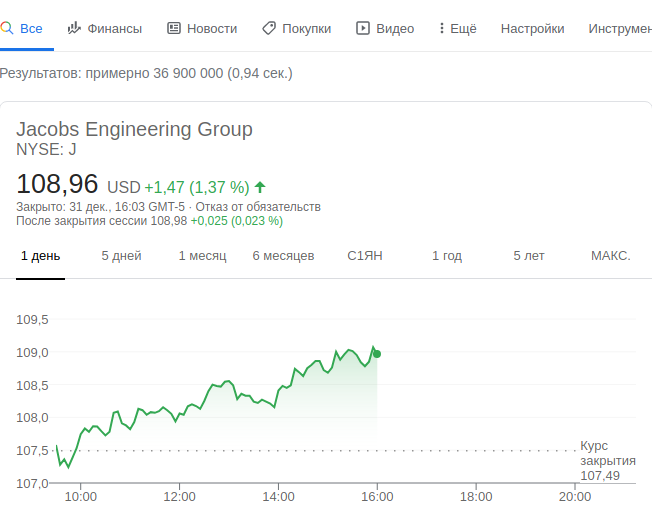 Все Финансы Новости Покупки Видео Ещё Настройки Инструмен
Результатов: примерно 36 900 000 (0,94 сек.)
Jacobs Engineering Group
NYSE: J
108,96 USD +1,47 (1,37 %)
Закрыто: 31 дек., 16:03 GMT-5 · Отказ от обязательств
После закрытия сессии 108,98 +0,025 (0,023 %)
1 день 5 дней 1 месяц 6 месяцев С1ЯН 1 год 5 лет МАКС.
109,5
109,0
108,5
108,0
107,5
107,0
Курс
закрытия
107,49
10:00 12:00 14:00 16:00 18:00 20:00